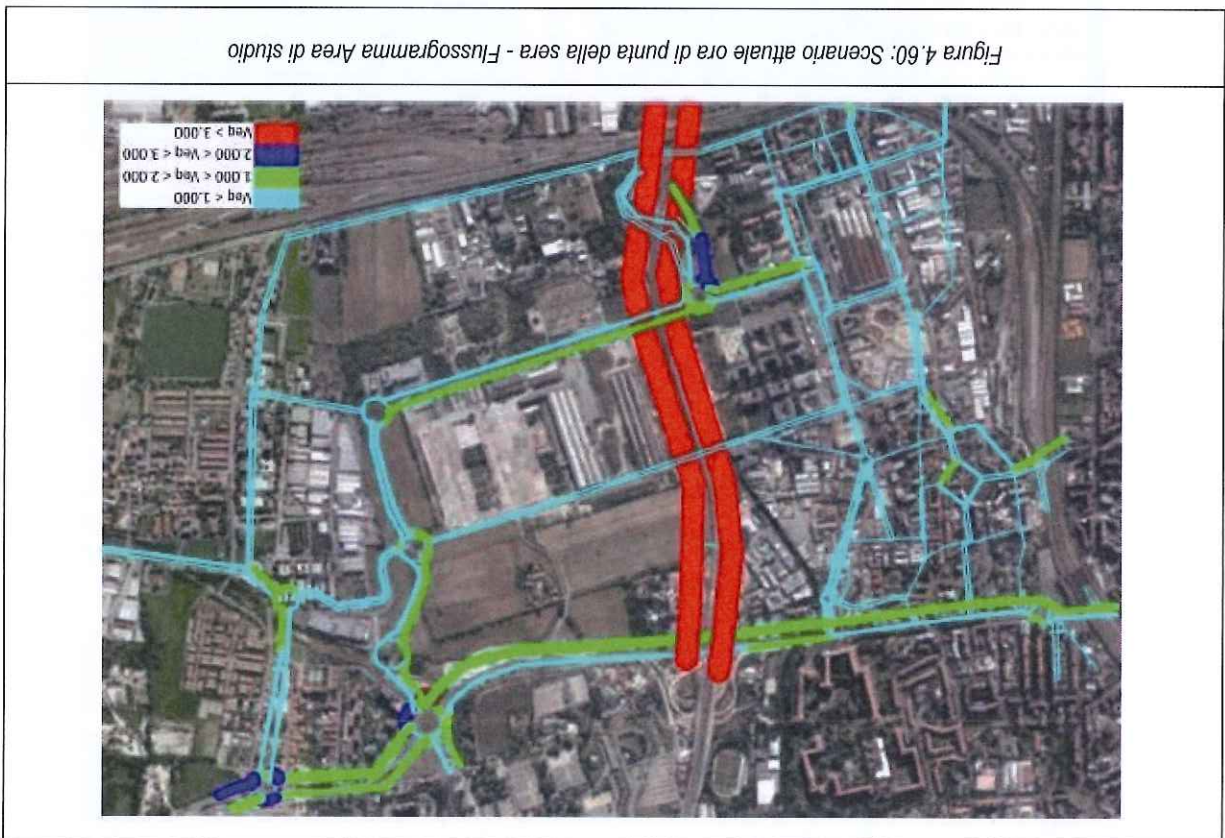 Veq < 1.000
1.000 < Veq < 2.000
2.000 < Veq < 3.000
Veq > 3.000
Figura 4.60: Scenario attuale ora di punta della sera - Flussogramma Area di studio